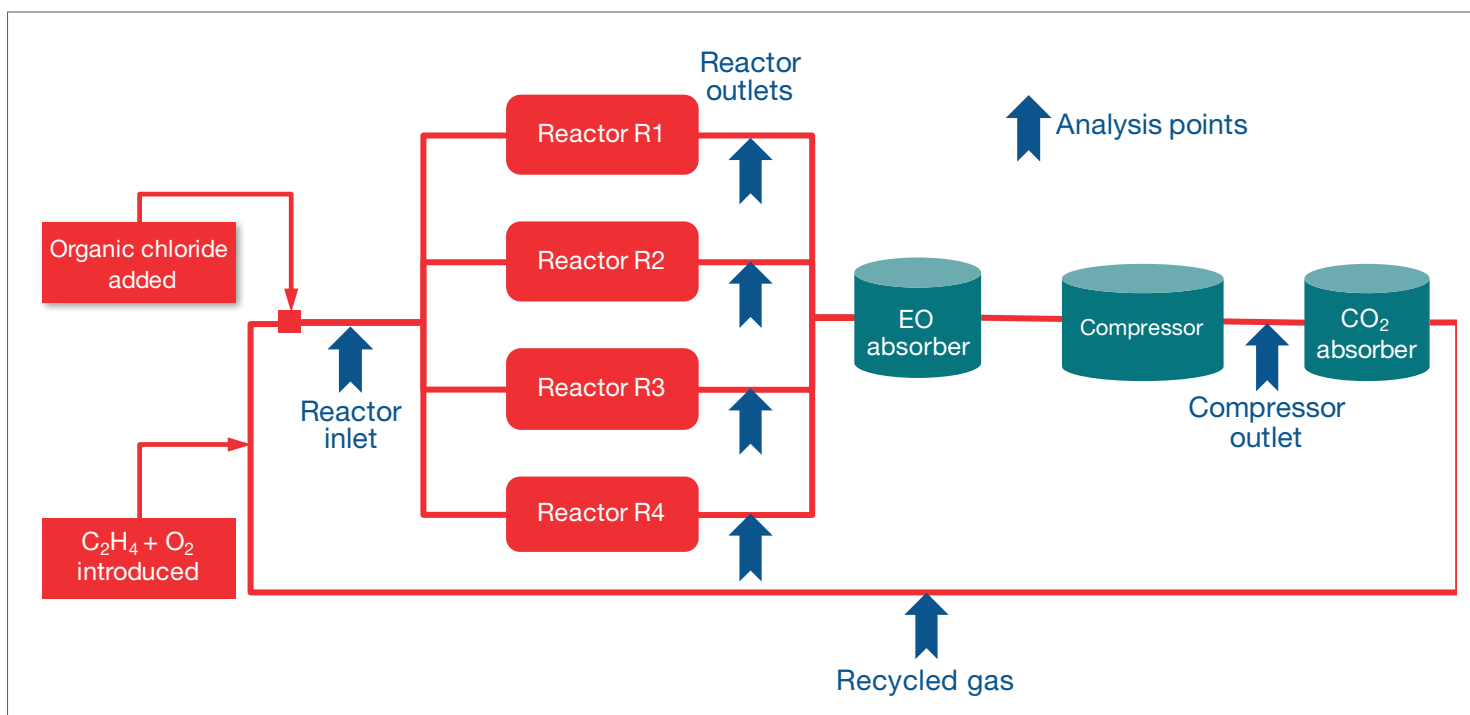 Reactor
outlets
Analysis points
Reactor R1
Organic chloride
added
Reactor R2
EO
absorber
Compressor
CO₂
absorber
Reactor R3
Reactor
inlet
Compressor
outlet
Reactor R4
C₂H₄ + O₂
introduced
Recycled gas